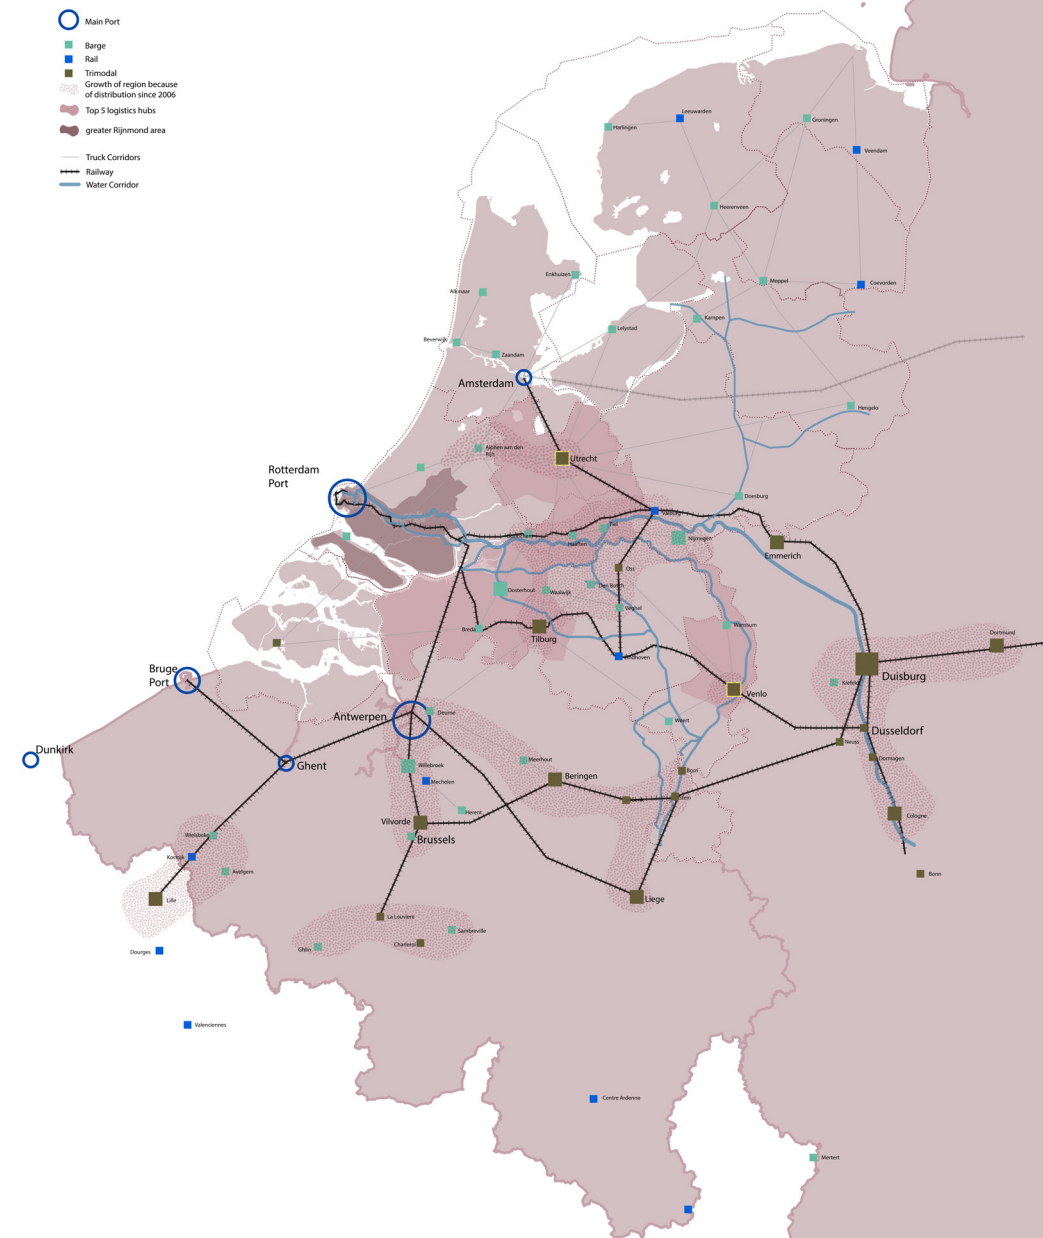 Main Port
Barge
Rail
Trimodal
Growth of region because
of distribution since 2006
Top 5 logistics hubs
greater Rijnmond area
Truck Corridors
Railway
Water Corridor
Leeuwarden
Harlingen
Groningen
Veendam
Heerenveen
Enkhuizen
Meppel
Coevorden
Alkmaar
Kampen
Lelystad
Beverwijk
Zaandam
Amsterdam
Hengelo
Alphen aan den
Rijn
Utrecht
Rotterdam
Port
Doesburg
Valburg
Tiel
Nijmegen
Haaften
Emmerich
Oss
Den Bosch
Oosterhout
Waalwijk
Veghel
Breda
Tilburg
Wanssum
Dortmund
Eindhoven
Bruge
Port
Duisburg
Krefeld
Venlo
Antwerpen
Deurne
Weert
Dusseldorf
Neuss
Dunkirk
Ghent
Willebroek
Meerhout
Dormagen
Born
Mechelen
Beringen
Stein
Herent
Cologne
Vilvorde
Brussels
Wielsbeke
Kortrijk
Avelgem
Bonn
Lille
Liege
La Louviere
Sambreville
Charleroi
Ghlin
Dourges
Valenciennes
Centre Ardenne
Mertert